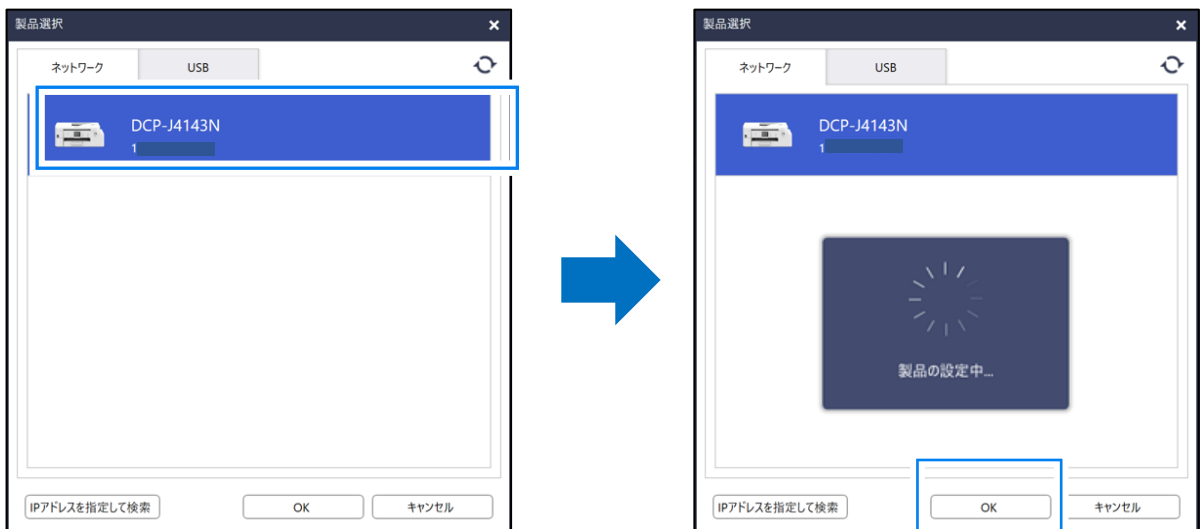 製品選択
ネットワーク
USB
DCP-J4143N
1
IPアドレスを指定して検索
OK
キャンセル
製品選択
ネットワーク
USB
DCP-J4143N
1
製品の設定中...
IPアドレスを指定して検索
OK
キャンセル